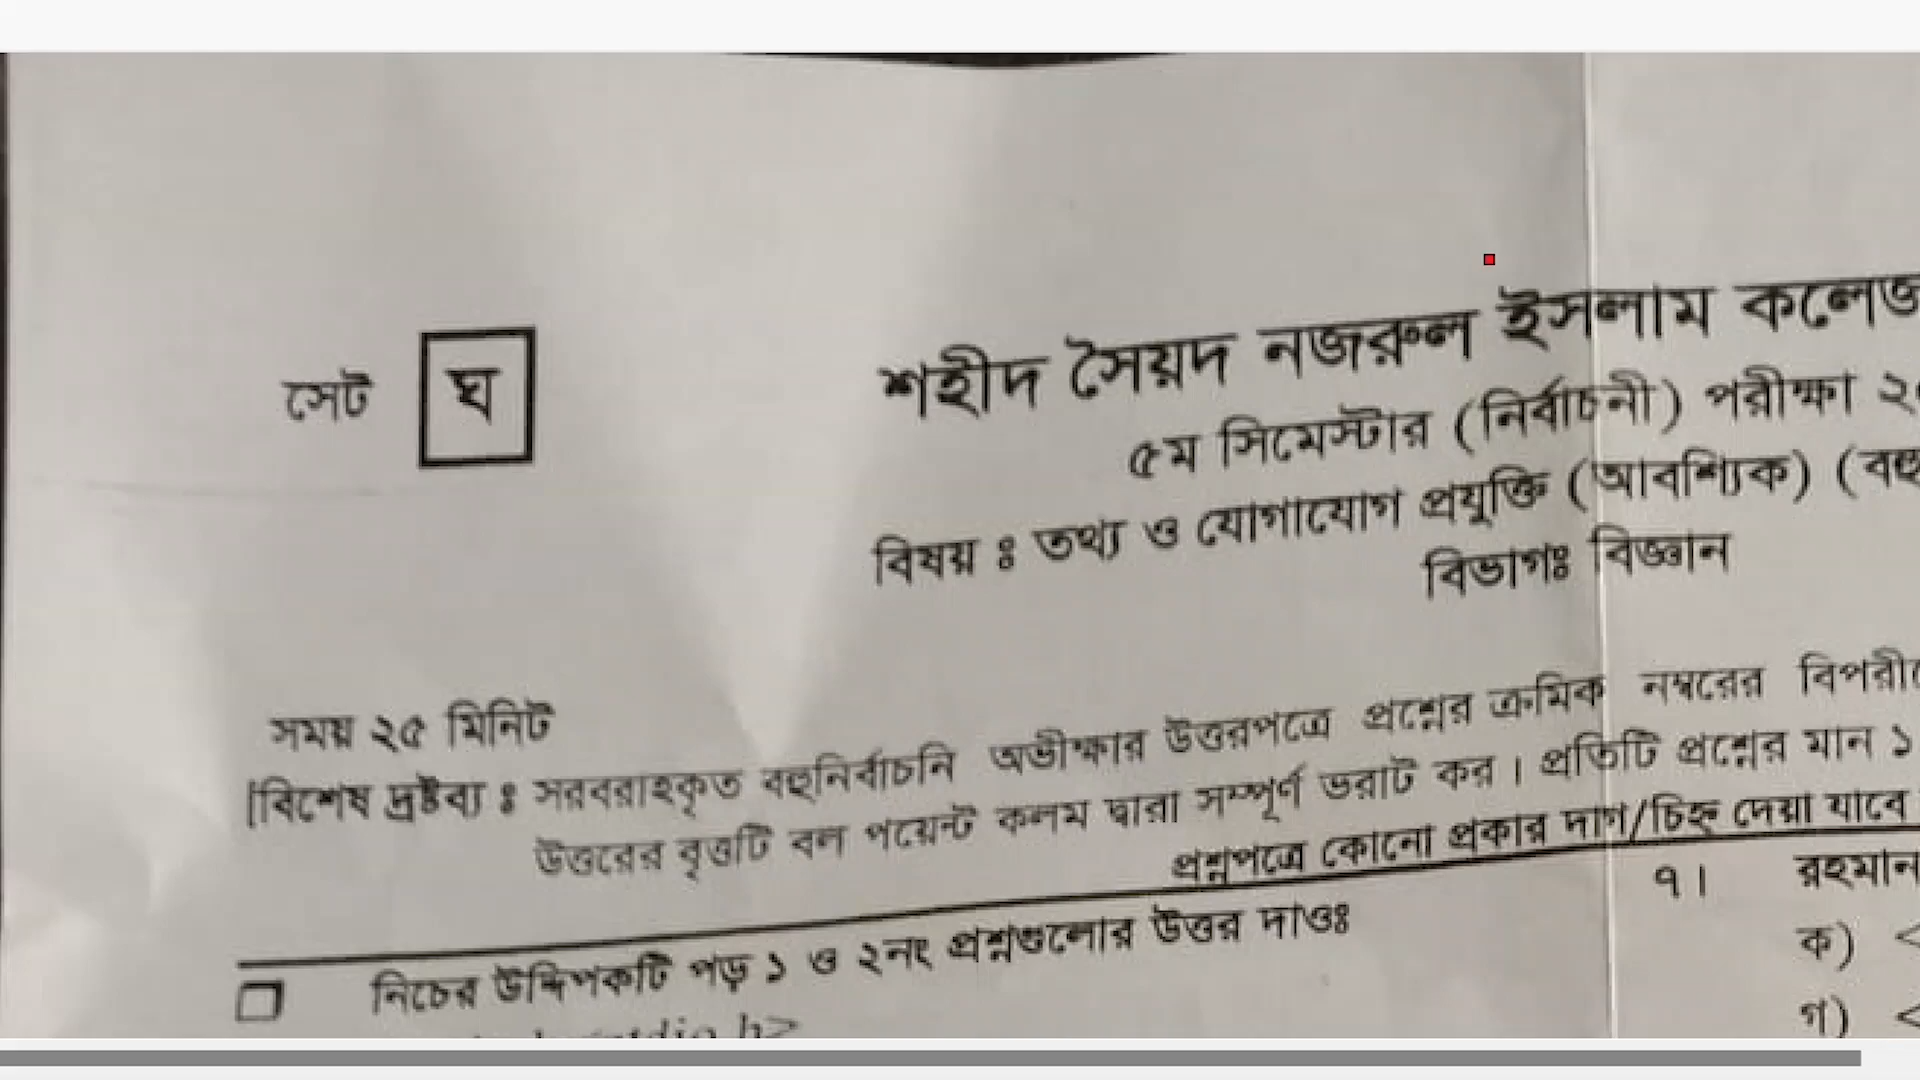 সেট ঘ
শহীদ সৈয়দ নজরুল ইসলাম কলেজ
৫ম সিমেস্টার (নির্বাচনী) পরীক্ষা
বিষয় ঃ তথ্য ও যোগাযোগ প্রযুক্তি (আবশ্যিক)
বিভাগঃ বিজ্ঞান
সময় ২৫ মিনিট
[বিশেষ দ্রষ্টব্য ঃ সরবরাহকৃত বহুনির্বাচনি অভীক্ষার উত্তরপত্রে প্রশ্নের ক্রমিক নম্বরের
উত্তরের বৃত্তটি বল পয়েন্ট কলম দ্বারা সম্পূর্ণ ভরাট কর। প্রতিটি প্রশ্নের মান ১
প্রশ্নপত্রে কোনো প্রকার দাগ/চিহ্ন দেয়া যাবে
নিচের উদ্দিপকটি পড় ১ ও ২নং প্রশ্নগুলোর উত্তর দাওঃ
৭। রহমান
ক) <
গ) <